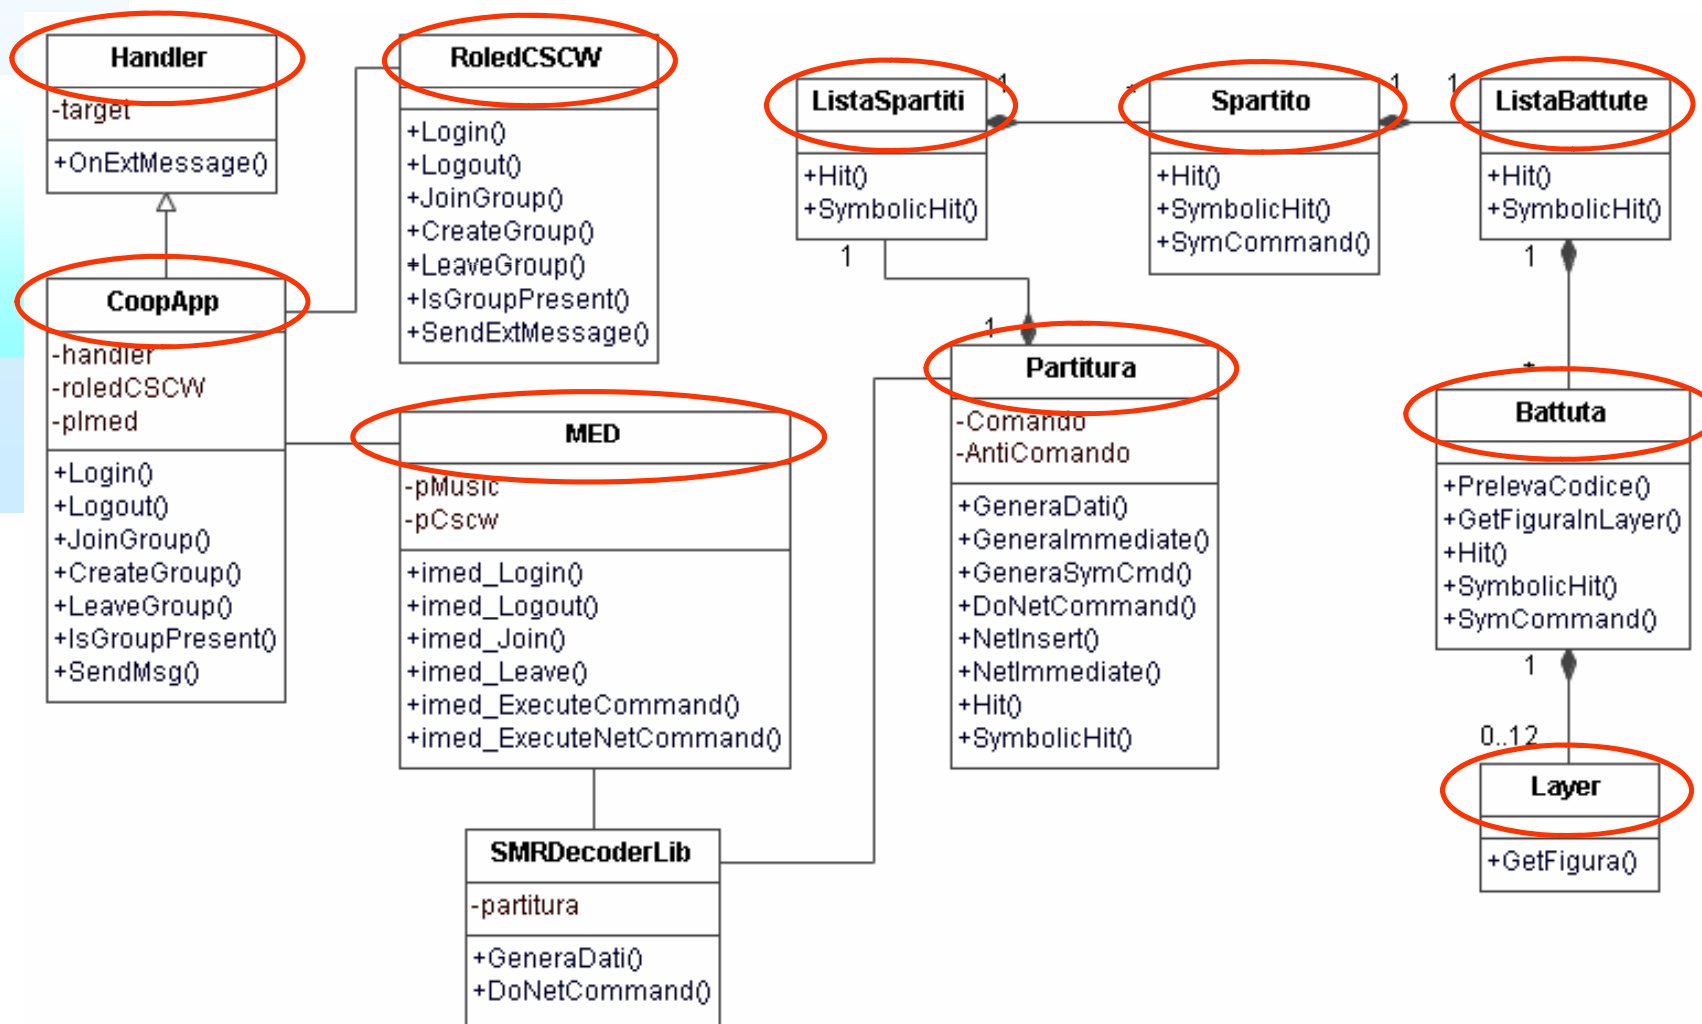 Handler
-target
+OnExtMessage()
RoledCSCW
+Login()
+Logout()
+JoinGroup()
+CreateGroup()
+LeaveGroup()
+IsGroupPresent()
+SendExtMessage()
CoopApp
-handler
-roledCSCW
-pImed
+Login()
+Logout()
+JoinGroup()
+CreateGroup()
+LeaveGroup()
+IsGroupPresent()
+SendMsg()
MED
-pMusic
-pCscw
+imed_Login()
+imed_Logout()
+imed_Join()
+imed_Leave()
+imed_ExecuteCommand()
+imed_ExecuteNetCommand()
SMRDecoderLib
-partitura
+GeneraDati()
+DoNetCommand()
ListaSpartiti
+Hit()
+SymbolicHit()
1
*
1
1
Spartito
+Hit()
+SymbolicHit()
+SymCommand()
1
1
ListaBattute
+Hit()
+SymbolicHit()
1
*
Partitura
-Comando
-AntiComando
+GeneraDati()
+GeneraImmediate()
+GeneraSymCmd()
+DoNetCommand()
+NetInsert()
+NetImmediate()
+Hit()
+SymbolicHit()
Battuta
+PrelevaCodice()
+GetFiguraInLayer()
+Hit()
+SymbolicHit()
+SymCommand()
1
0..12
Layer
+GetFigura()